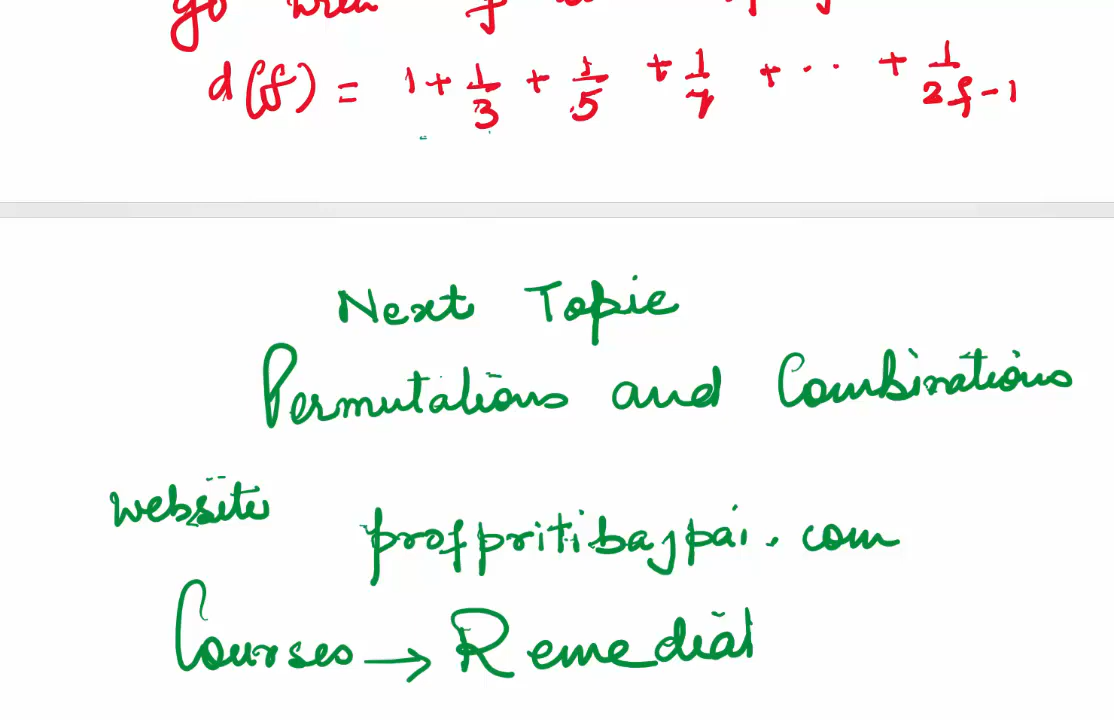 d(f) = 1 + 1/3 + 1/5 + 1/7 + .. + 1/2f-1
Next Topic
Permutations and Combinations
website
profpritibajpai.com
Courses → Remedial